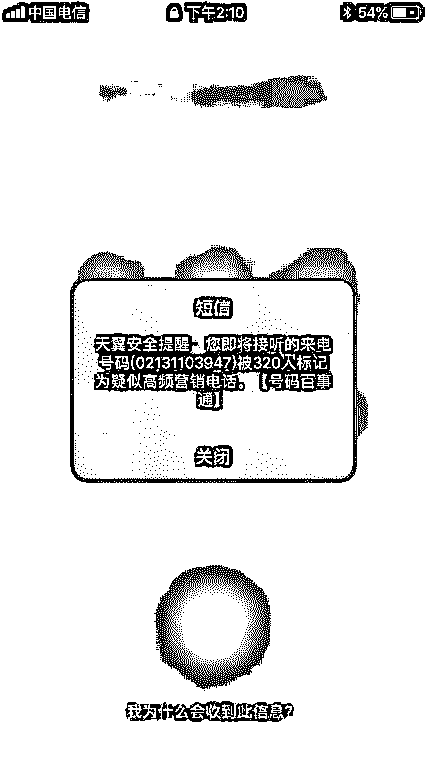 中国电信 下午2:10 54%
短信
天翼安全提醒:您即将接听的来电
号码(02131103947)被320人标记
为疑似高频营销电话。【号码百事
通】
关闭
我为什么会收到此信息?